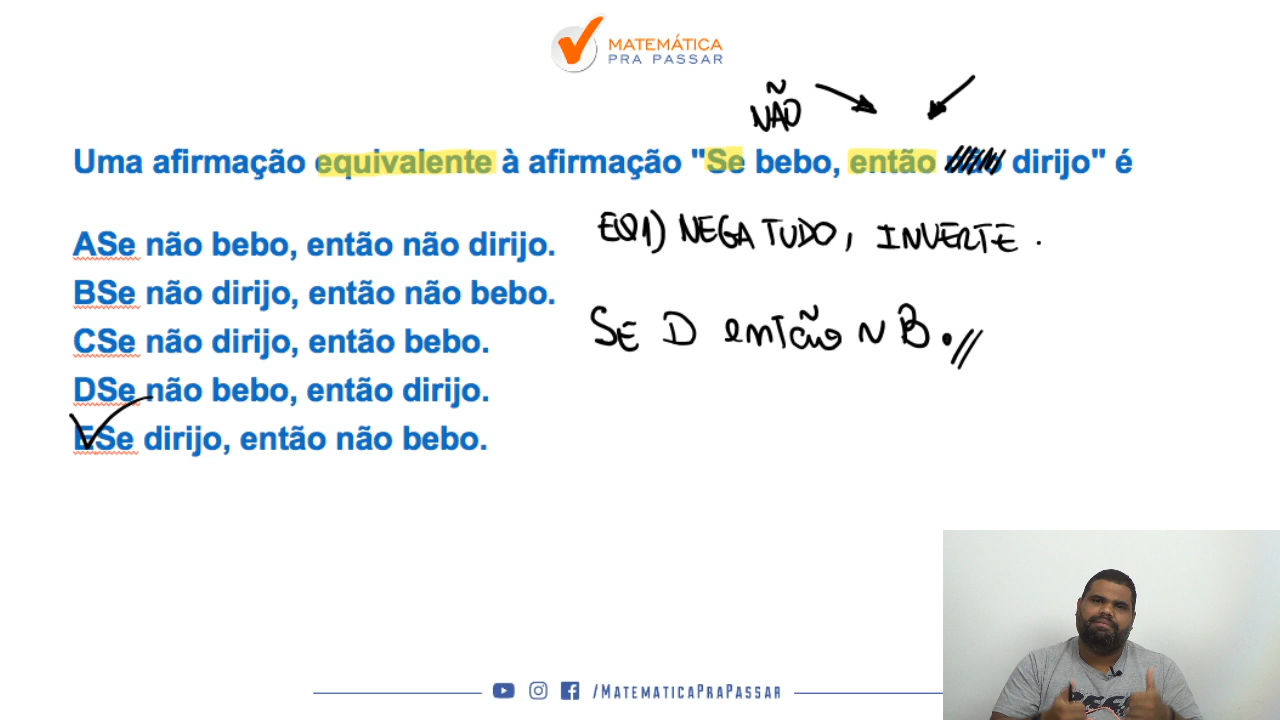 MATEMÁTICA
PRA PASSAR
NÃO
Uma afirmação equivalente à afirmação "Se bebo, então não dirijo" é
EQ1) NEGA TUDO, INVERTE.
ASe não bebo, então não dirijo.
BSe não dirijo, então não bebo.
CSe não dirijo, então bebo.
SE D então N B.//
DSe não bebo, então dirijo.
ESe dirijo, então não bebo.
/MATEMATICAPRAPASSAR